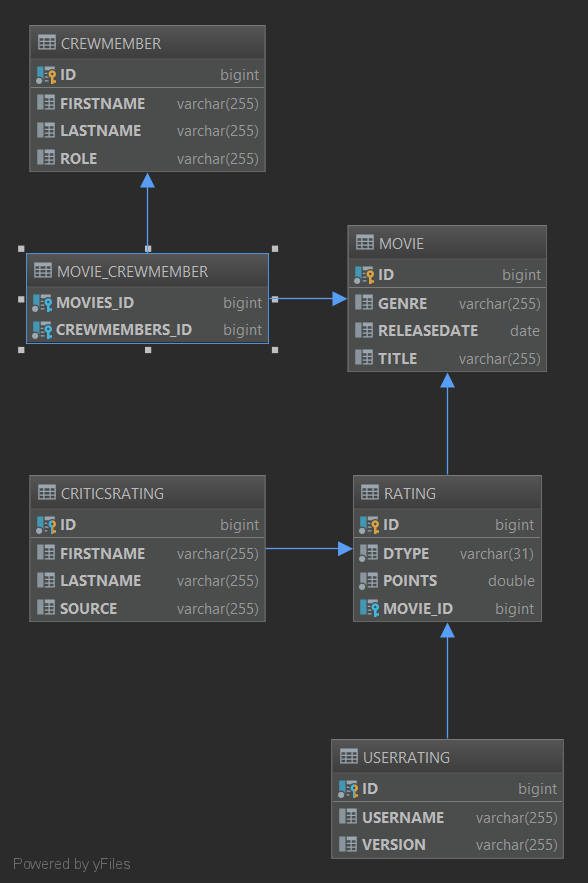 CREWMEMBER
ID bigint
FIRSTNAME varchar(255)
LASTNAME varchar(255)
ROLE varchar(255)
MOVIE_CREWMEMBER
MOVIES_ID bigint
CREWMEMBERS_ID bigint
MOVIE
ID bigint
GENRE varchar(255)
RELEASEDATE date
TITLE varchar(255)
CRITICSRATING
ID bigint
FIRSTNAME varchar(255)
LASTNAME varchar(255)
SOURCE varchar(255)
RATING
ID bigint
DTYPE varchar(31)
POINTS double
MOVIE_ID bigint
USERRATING
ID bigint
USERNAME varchar(255)
VERSION varchar(255)
Powered by yFiles